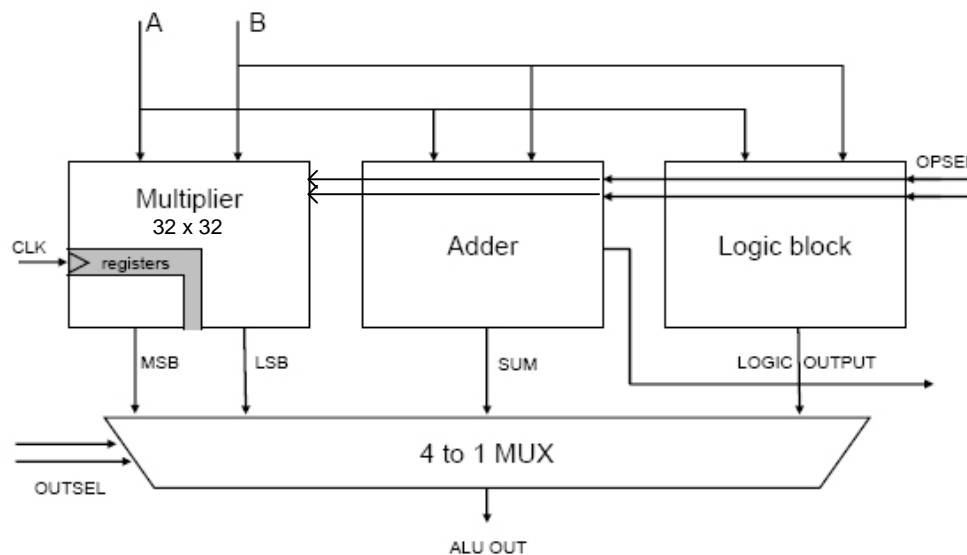 A
B
OPSEL
Multiplier
32 x 32
Adder
Logic block
CLK
registers
MSB
LSB
SUM
LOGIC OUTPUT
4 to 1 MUX
OUTSEL
ALU OUT